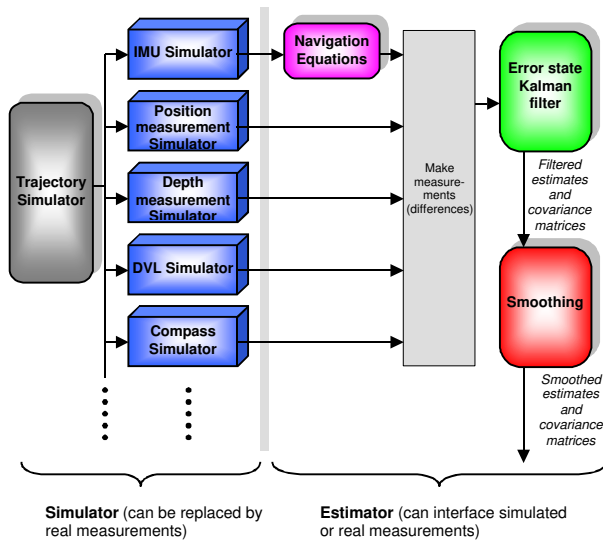 IMU Simulator
Navigation
Equations
Error state
Kalman
filter
Position
measurement
Simulator
Trajectory
Simulator
Depth
measurement
Simulator
Make
measure-
ments
(differences)
Filtered
estimates
and
covariance
matrices
DVL Simulator
Smoothing
Compass
Simulator
Smoothed
estimates
and
covariance
matrices
Simulator (can be replaced by
real measurements)
Estimator (can interface simulated
or real measurements)